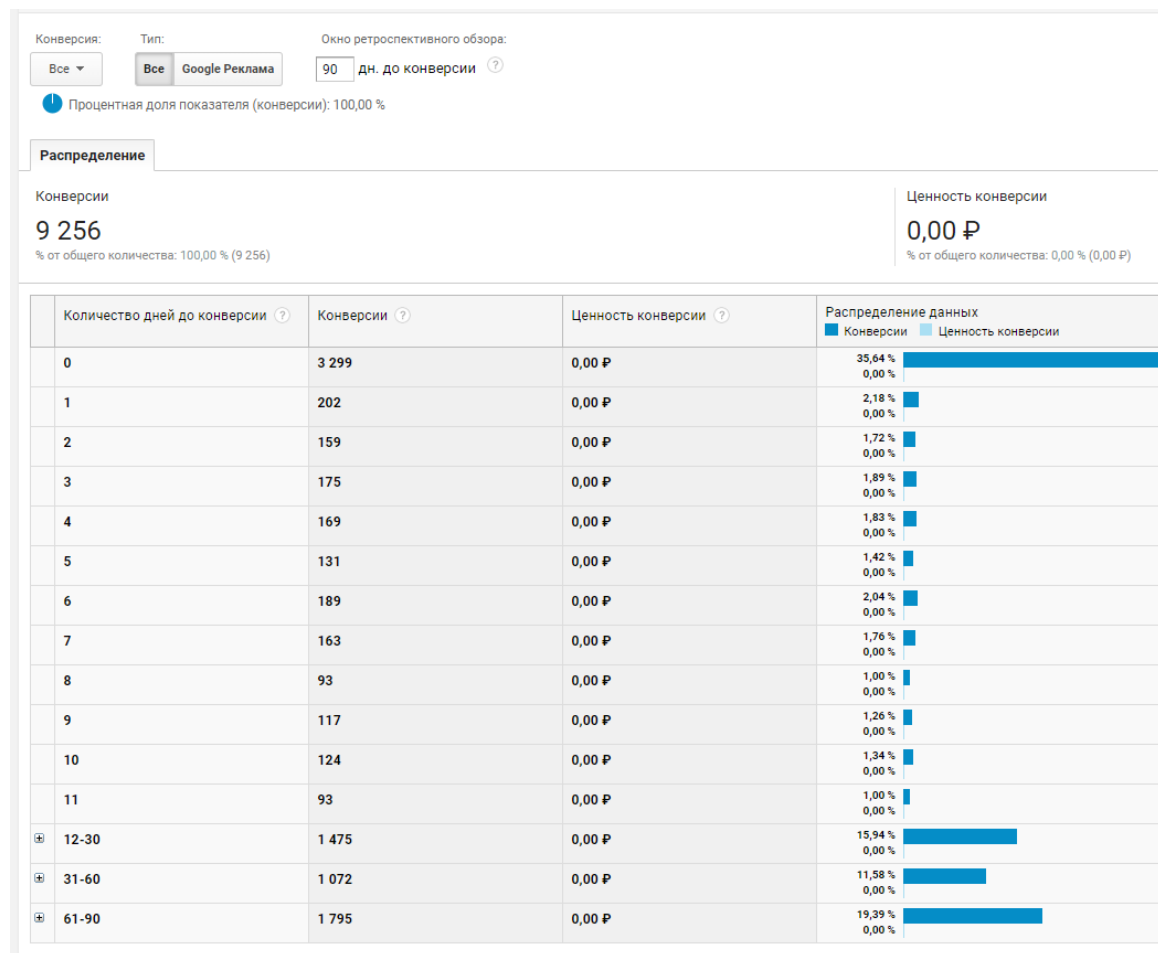 Конверсия: Тип: Окно ретроспективного обзора:
Все Все Google Реклама 90 дн. до конверсии ?
Процентная доля показателя (конверсии): 100,00 %
Распределение
Конверсии Ценность конверсии
9 256 0,00 ₽
% от общего количества: 100,00 % (9 256) % от общего количества: 0,00 % (0,00 ₽)
Количество дней до конверсии ? Конверсии ? Ценность конверсии ? Распределение данных
Конверсии Ценность конверсии
0 3 299 0,00 ₽ 35,64 %
0,00 %
1 202 0,00 ₽ 2,18 %
0,00 %
2 159 0,00 ₽ 1,72 %
0,00 %
3 175 0,00 ₽ 1,89 %
0,00 %
4 169 0,00 ₽ 1,83 %
0,00 %
5 131 0,00 ₽ 1,42 %
0,00 %
6 189 0,00 ₽ 2,04 %
0,00 %
7 163 0,00 ₽ 1,76 %
0,00 %
8 93 0,00 ₽ 1,00 %
0,00 %
9 117 0,00 ₽ 1,26 %
0,00 %
10 124 0,00 ₽ 1,34 %
0,00 %
11 93 0,00 ₽ 1,00 %
0,00 %
12-30 1 475 0,00 ₽ 15,94 %
0,00 %
31-60 1 072 0,00 ₽ 11,58 %
0,00 %
61-90 1 795 0,00 ₽ 19,39 %
0,00 %